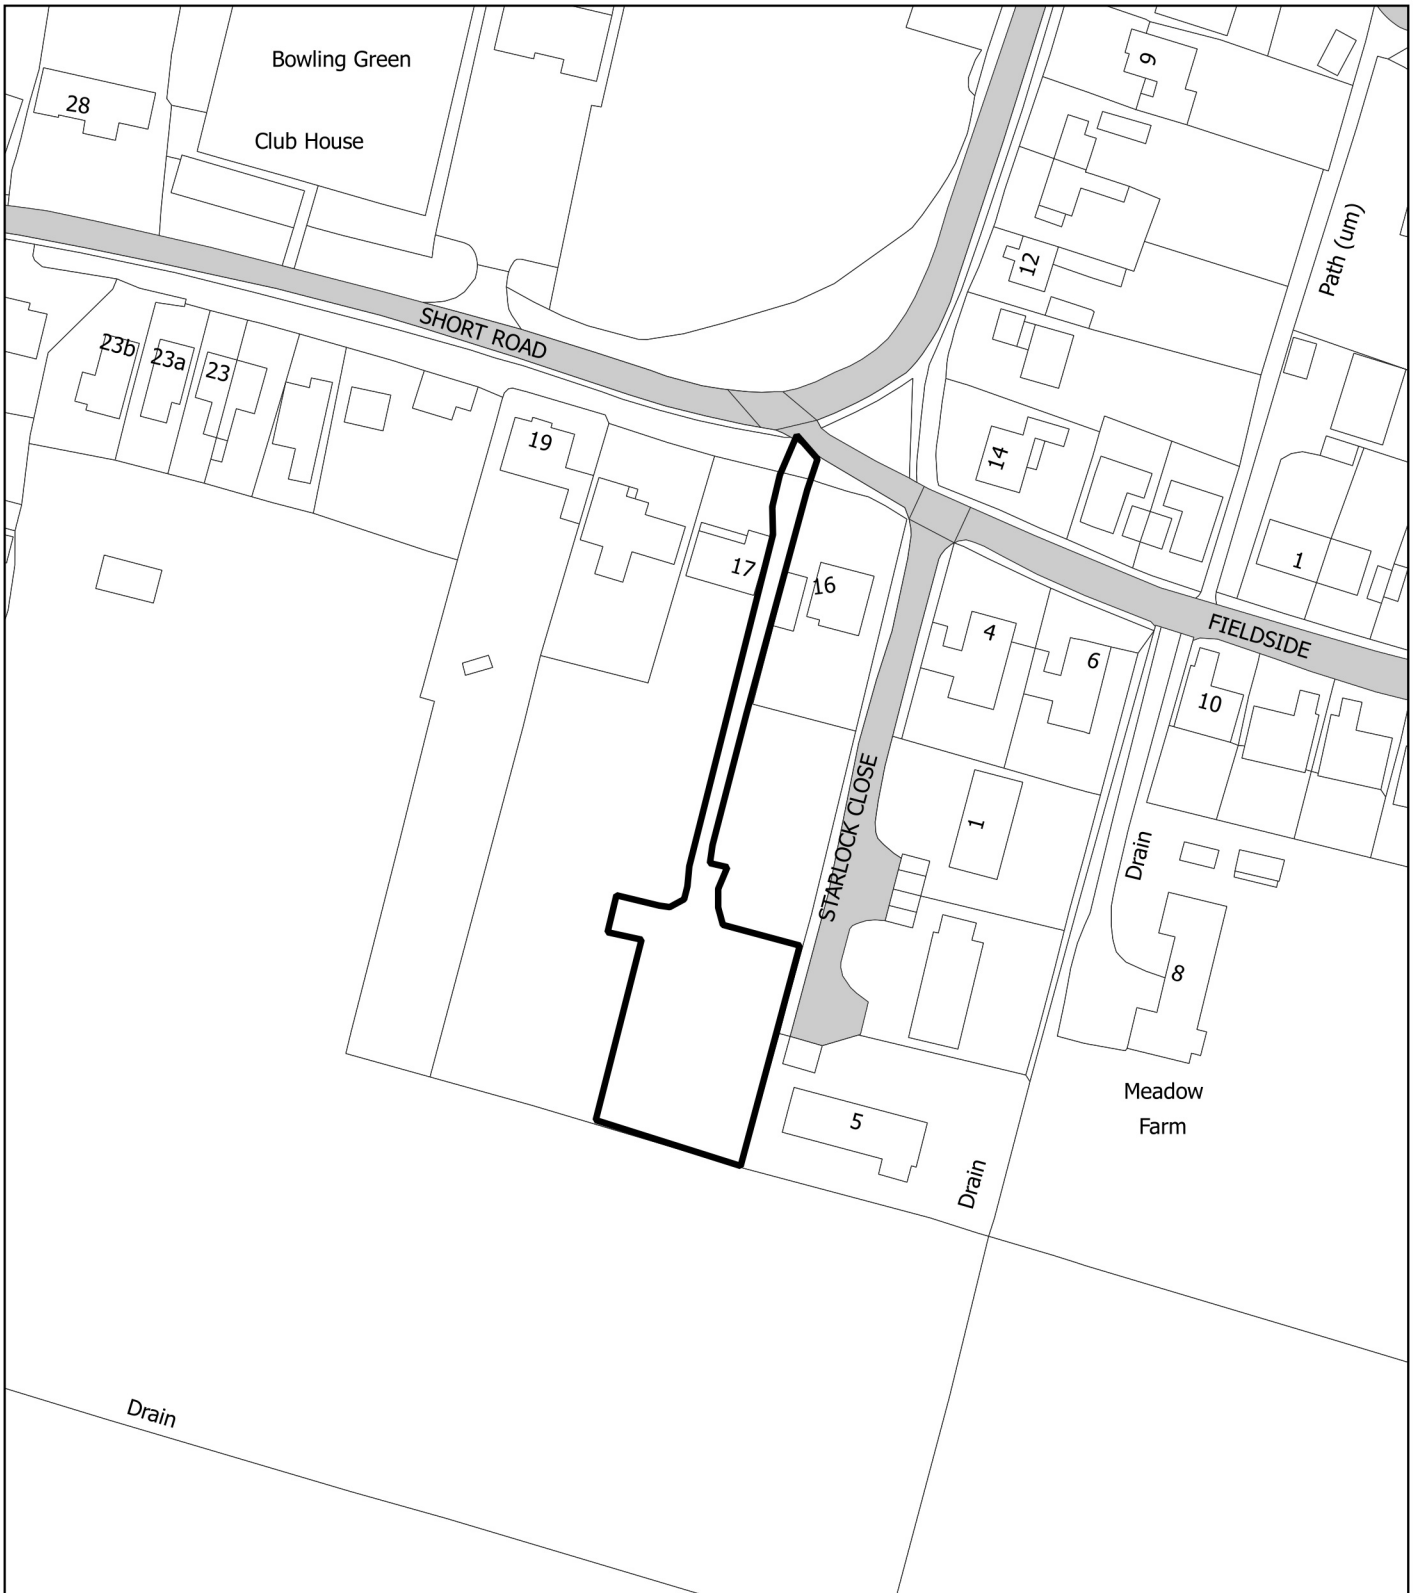 Bowling Green
9
28
Club House
Path (um)
12
SHORT ROAD
23b
23a
23
19
14
17
16
1
FIELDSIDE
4
6
10
STARLOCK CLOSE
1
Drain
8
Meadow
Farm
5
Drain
Drain